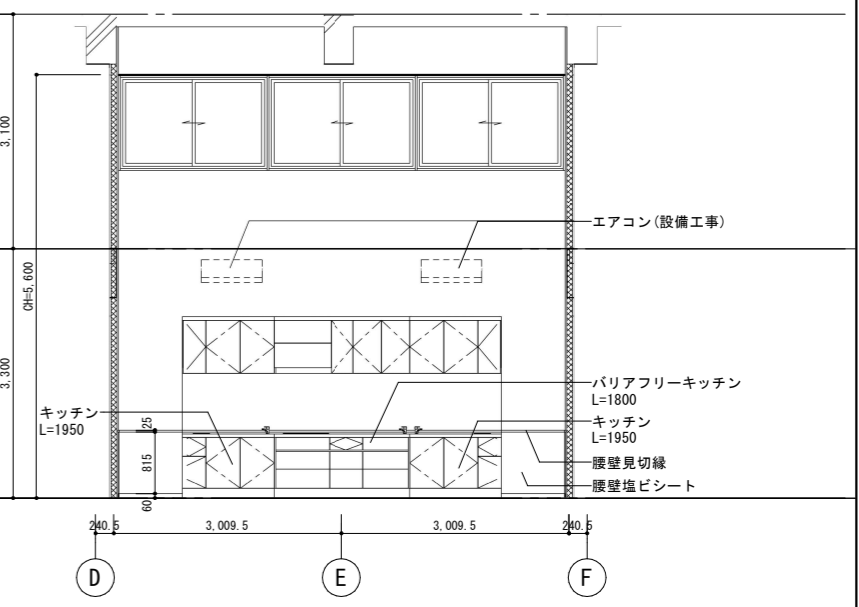 3,100
CH=5,600
3,300
エアコン(設備工事)
バリアフリーキッチン
L=1800
キッチン
L=1950
キッチン
L=1950
腰壁見切縁
腰壁塩ビシート
25
815
60
240.5
3,009.5
3,009.5
240.5
D
E
F